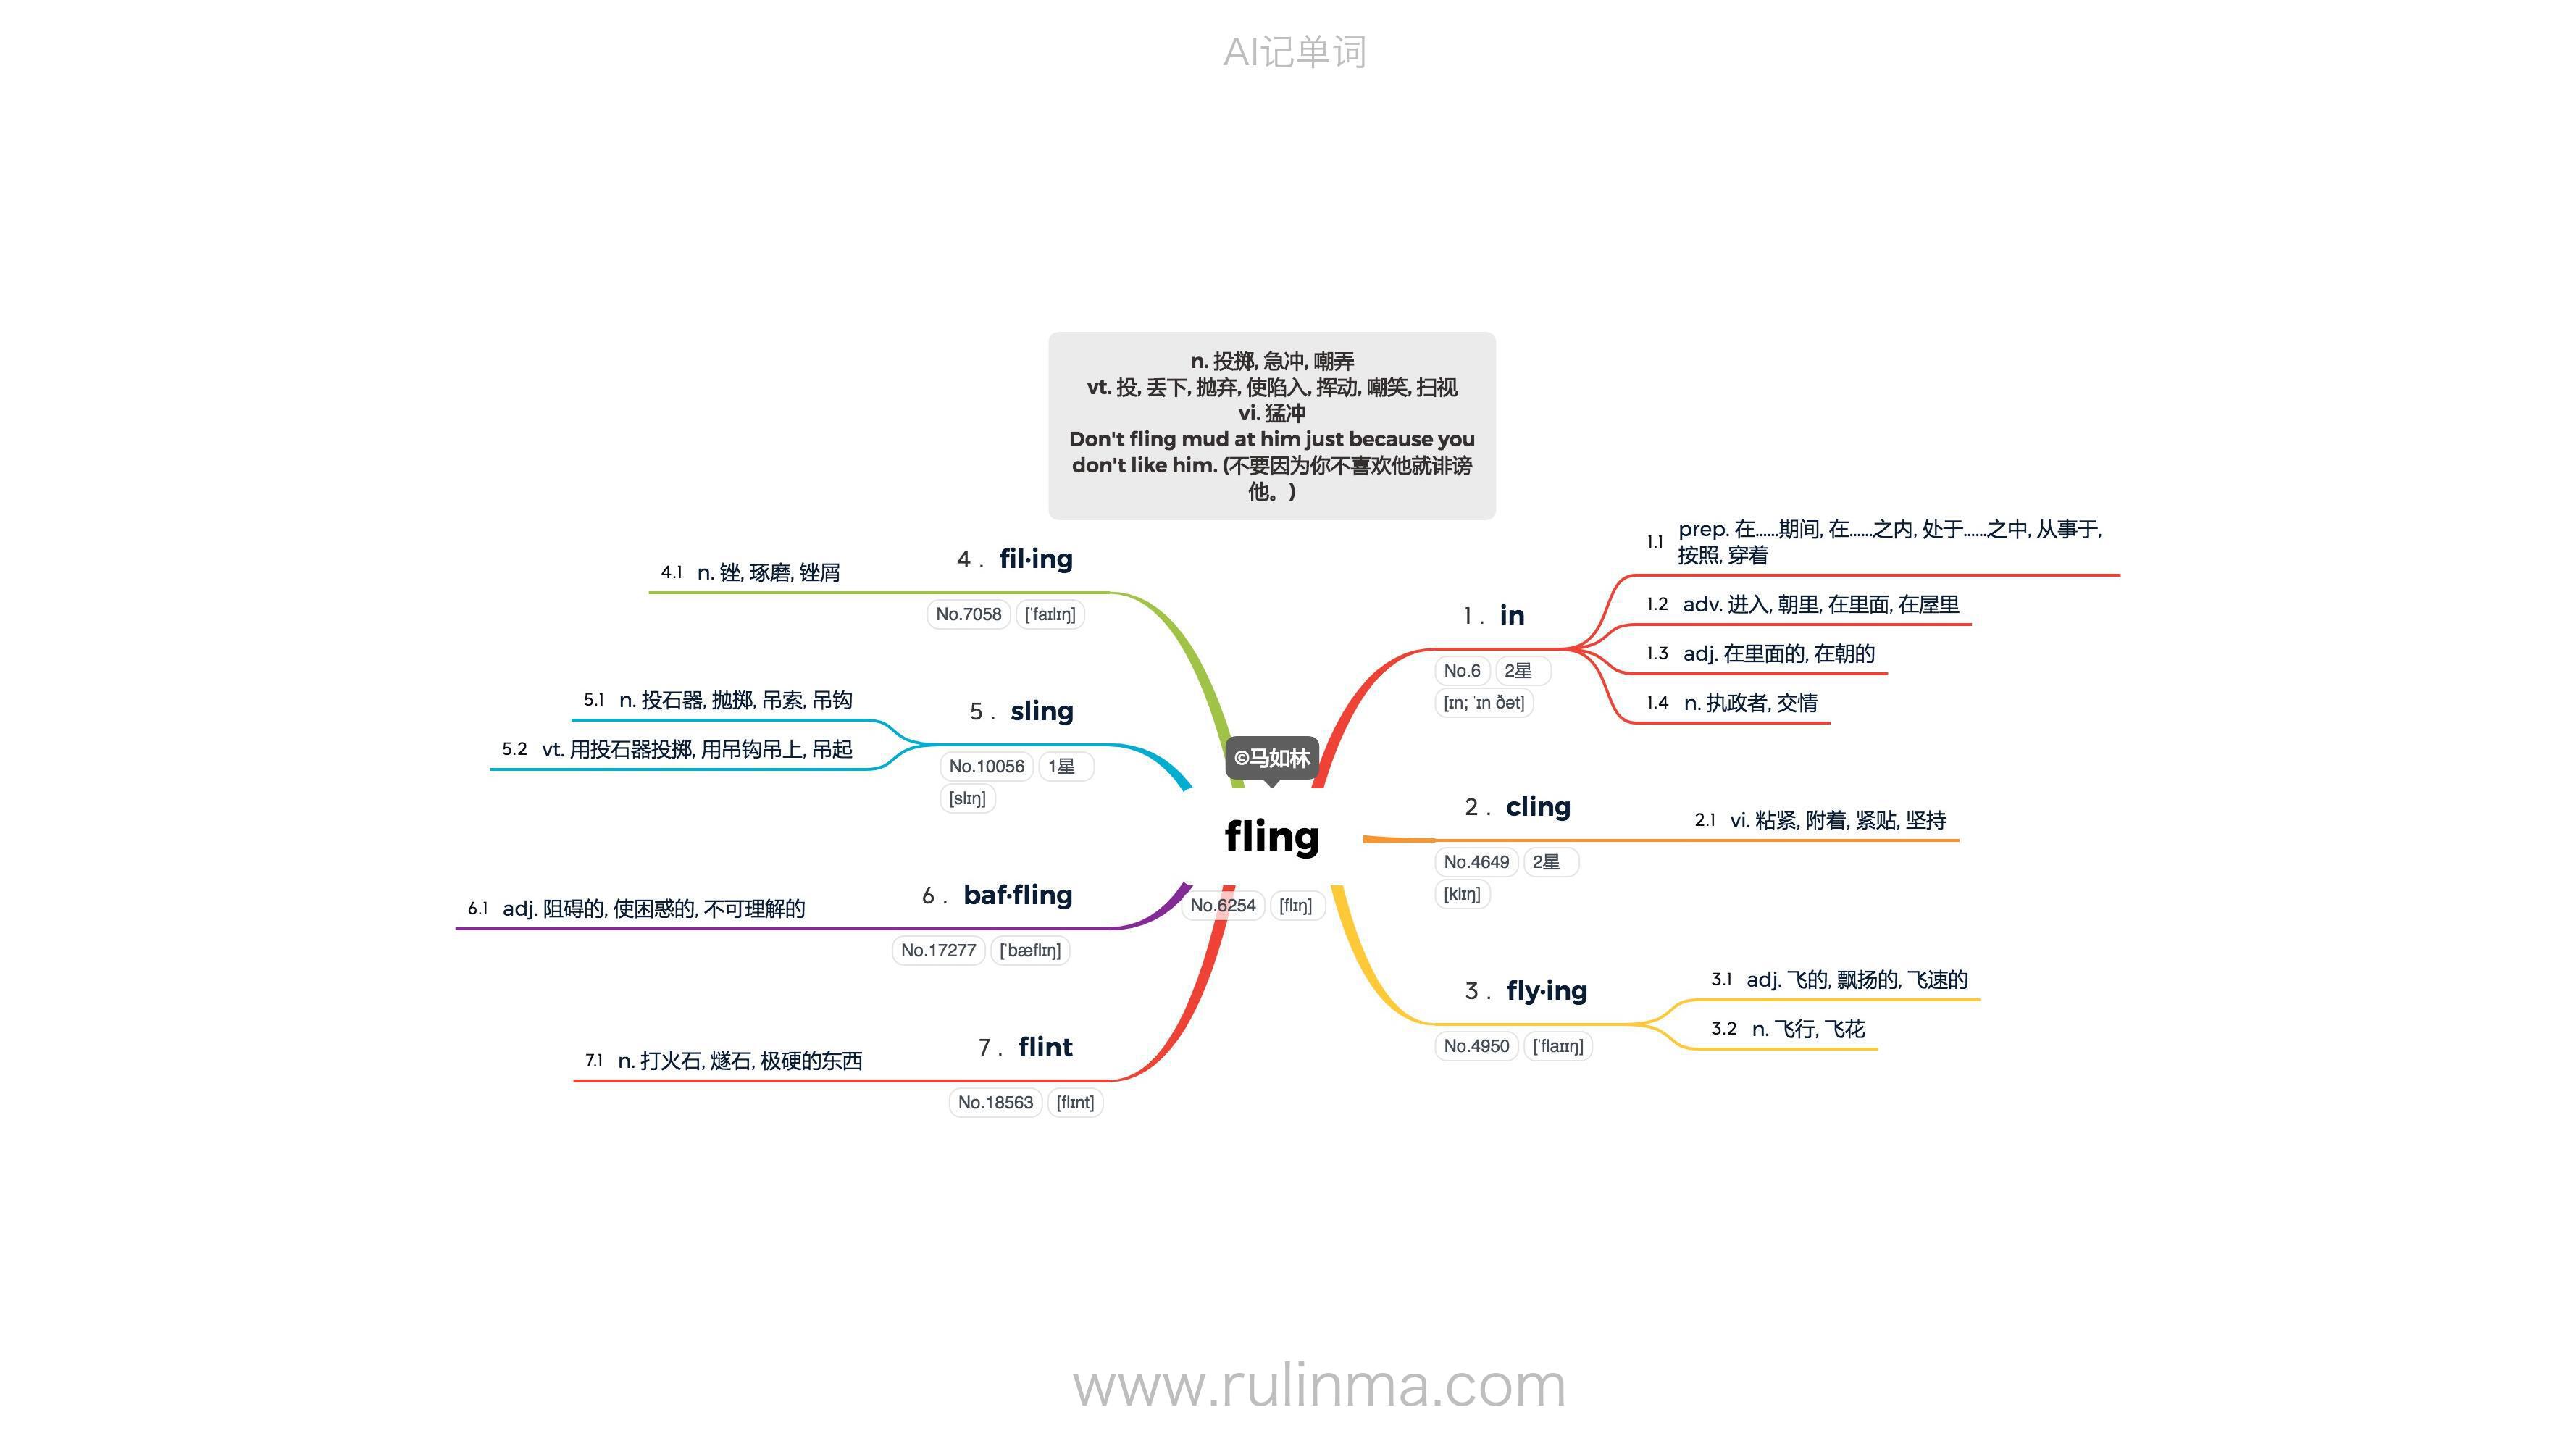 AI记单词
n. 投掷, 急冲, 嘲弄
vt. 投, 丢下, 抛弃, 使陷入, 挥动, 嘲笑, 扫视
vi. 猛冲
Don't fling mud at him just because you
don't like him. (不要因为你不喜欢他就诽谤
他。)
©马如林
fling
No.6254 [flɪŋ]
1 . in
No.6 2星
[ɪn; ˈɪn ðət]
1.1 prep. 在……期间, 在……之内, 处于……之中, 从事于,
按照, 穿着
1.2 adv. 进入, 朝里, 在里面, 在屋里
1.3 adj. 在里面的, 在朝的
1.4 n. 执政者, 交情
2 . cling
No.4649 2星
[klɪŋ]
2.1 vi. 粘紧, 附着, 紧贴, 坚持
3 . fly·ing
No.4950 [ˈflaɪɪŋ]
3.1 adj. 飞的, 飘扬的, 飞速的
3.2 n. 飞行, 飞花
4 . fil·ing
No.7058 [ˈfaɪlɪŋ]
4.1 n. 锉, 琢磨, 锉屑
5 . sling
No.10056 1星
[slɪŋ]
5.1 n. 投石器, 抛掷, 吊索, 吊钩
5.2 vt. 用投石器投掷, 用吊钩吊上, 吊起
6 . baf·fling
No.17277 [ˈbæflɪŋ]
6.1 adj. 阻碍的, 使困惑的, 不可理解的
7 . flint
No.18563 [flɪnt]
7.1 n. 打火石, 燧石, 极硬的东西
www.rulinma.com